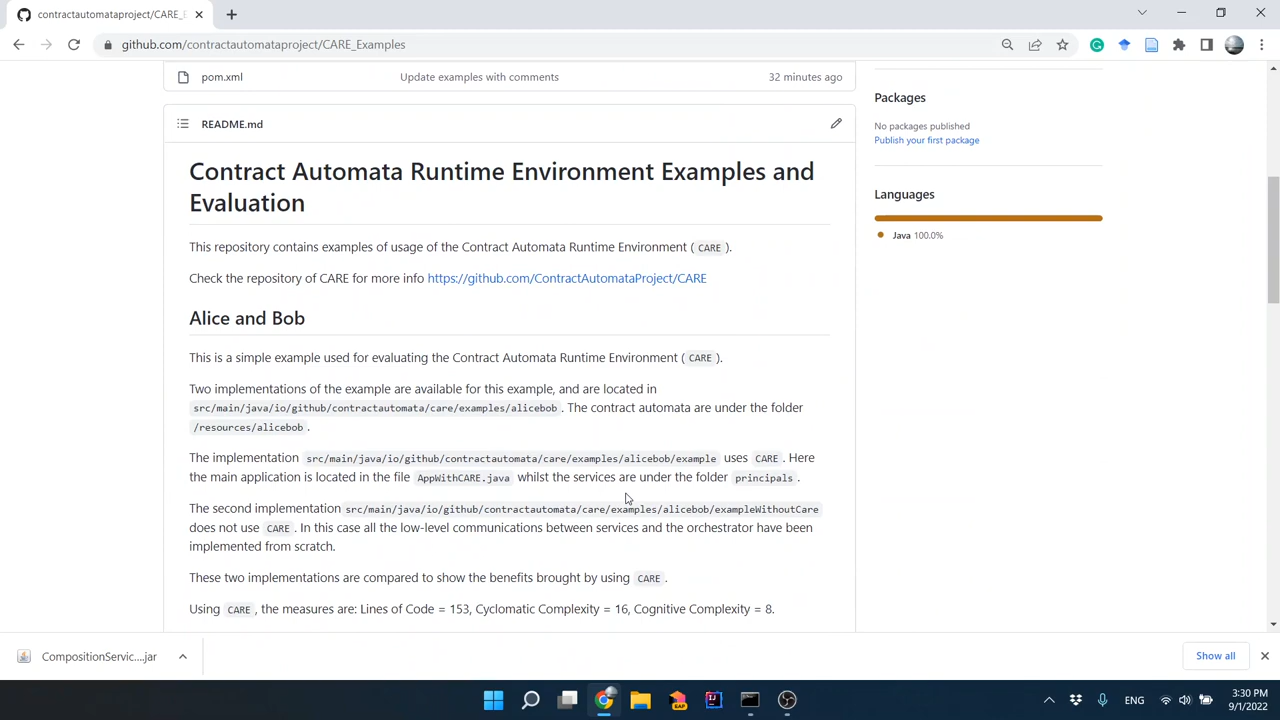 contractautomataproject/CARE_E
github.com/contractautomataproject/CARE_Examples
pom.xml
Update examples with comments
32 minutes ago
README.md
Contract Automata Runtime Environment Examples and
Evaluation
This repository contains examples of usage of the Contract Automata Runtime Environment ( CARE ).
Check the repository of CARE for more info https://github.com/ContractAutomataProject/CARE
Alice and Bob
This is a simple example used for evaluating the Contract Automata Runtime Environment ( CARE ).
Two implementations of the example are available for this example, and are located in
src/main/java/io/github/contractautomata/care/examples/alicebob . The contract automata are under the folder
/resources/alicebob .
The implementation src/main/java/io/github/contractautomata/care/examples/alicebob/example uses CARE . Here
the main application is located in the file AppWithCARE.java whilst the services are under the folder principals .
The second implementation src/main/java/io/github/contractautomata/care/examples/alicebob/exampleWithoutCare
does not use CARE . In this case all the low-level communications between services and the orchestrator have been
implemented from scratch.
These two implementations are compared to show the benefits brought by using CARE .
Using CARE , the measures are: Lines of Code = 153, Cyclomatic Complexity = 16, Cognitive Complexity = 8.
Packages
No packages published
Publish your first package
Languages
Java 100.0%
CompositionServic....jar
Show all
EAP
ENG
3:30 PM
9/1/2022